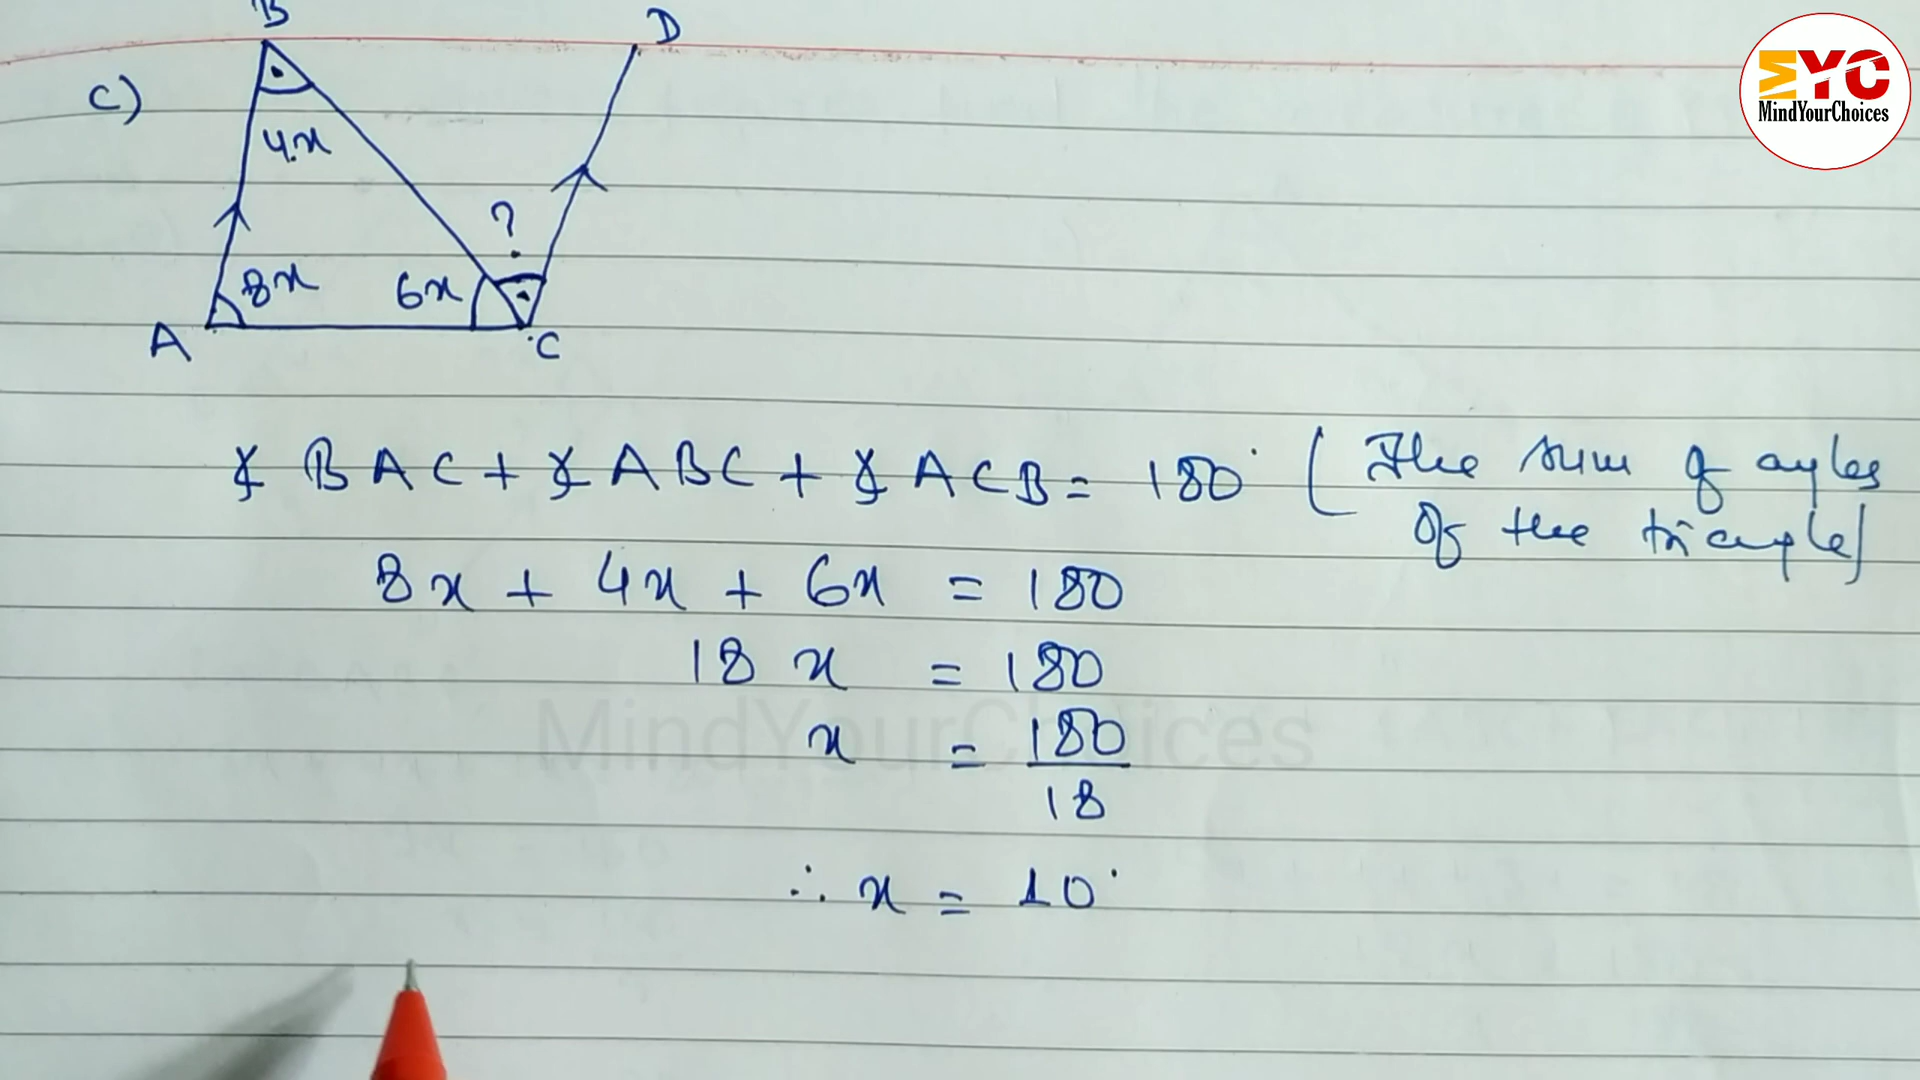 B
D
MYC
MindYourChoices
C)
4x
?
8x
6x
A
C
∡ BAC + ∡ ABC + ∡ ACB = 180° (The sum of angles
Of the triangle)
8x + 4x + 6x = 180
18 x = 180
x = 180
18
MindYourChoices
∴ x = 10°